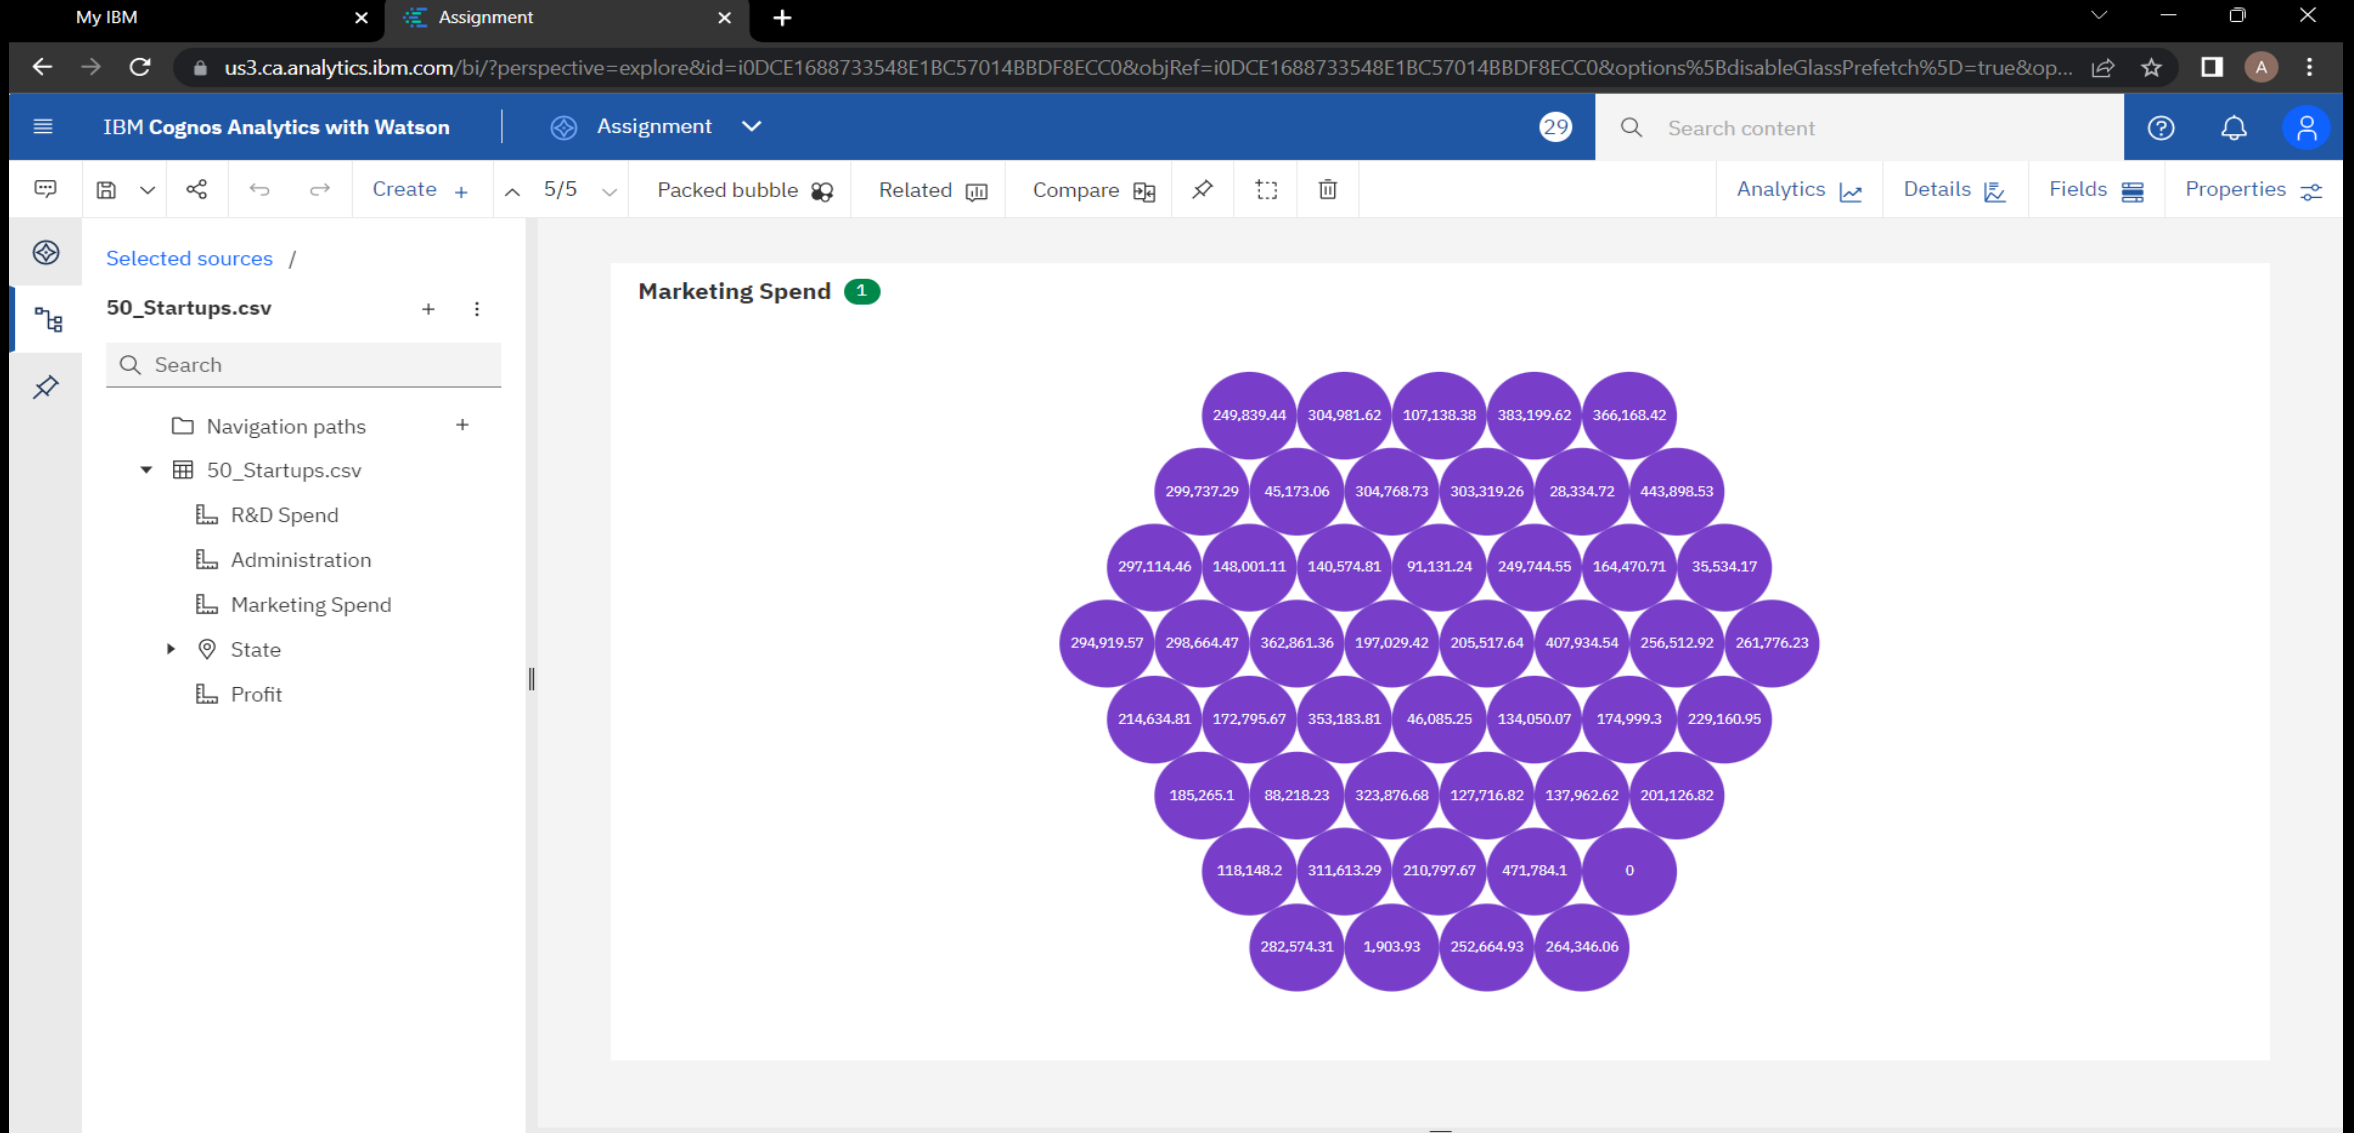 My IBM
Assignment
us3.ca.analytics.ibm.com/bi/?perspective=explore&id=i0DCE1688733548E1BC57014BBDF8ECC0&objRef=i0DCE1688733548E1BC57014BBDF8ECC0&options%5BdisableGlassPrefetch%5D=true&op...
A
IBM Cognos Analytics with Watson
Assignment
29
Search content
Create
5/5
Packed bubble
Related
Compare
Analytics
Details
Fields
Properties
Selected sources /
50_Startups.csv
Search
Navigation paths
50_Startups.csv
R&D Spend
Administration
Marketing Spend
State
Profit
Marketing Spend 1
249,839.44 304,981.62 107,138.38 383,199.62 366,168.42
299,737.29 45,173.06 304,768.73 303,319.26 28,334.72 443,898.53
297,114.46 148,001.11 140,574.81 91,131.24 249,744.55 164,470.71 35,534.17
294,919.57 298,664.47 362,861.36 197,029.42 205,517.64 407,934.54 256,512.92 261,776.23
214,634.81 172,795.67 353,183.81 46,085.25 134,050.07 174,999.3 229,160.95
185,265.1 88,218.23 323,876.68 127,716.82 137,962.62 201,126.82
118,148.2 311,613.29 210,797.67 471,784.1 0
282,574.31 1,903.93 252,664.93 264,346.06